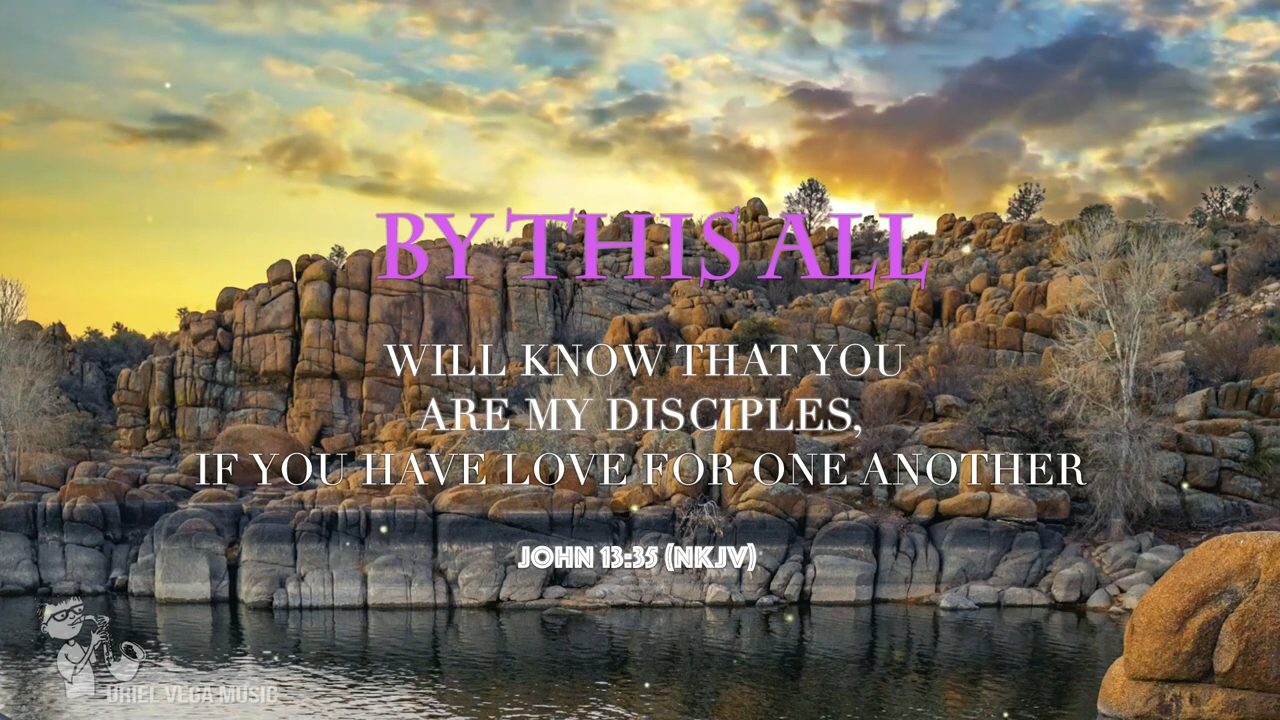 BY THIS ALL
WILL KNOW THAT YOU
ARE MY DISCIPLES,
IF YOU HAVE LOVE FOR ONE ANOTHER
JOHN 13:35 (NKJV)
URIEL VEGA MUSIC